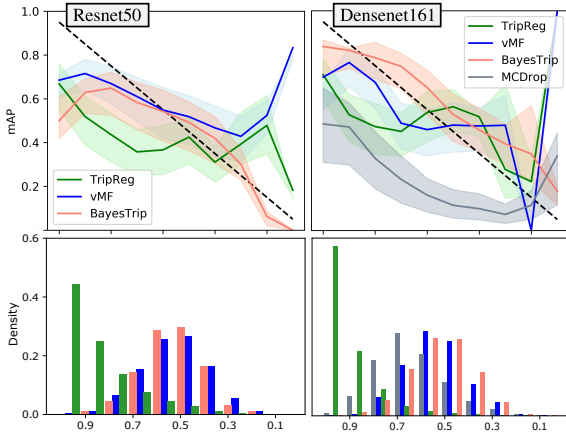 Resnet50
Densenet161
1.0
0.8
0.6
0.4
0.2
mAP
TripReg
vMF
BayesTrip
TripReg
vMF
BayesTrip
MCDrop
0.6
0.4
0.2
0.0
Density
0.9 0.7 0.5 0.3 0.1
0.9 0.7 0.5 0.3 0.1